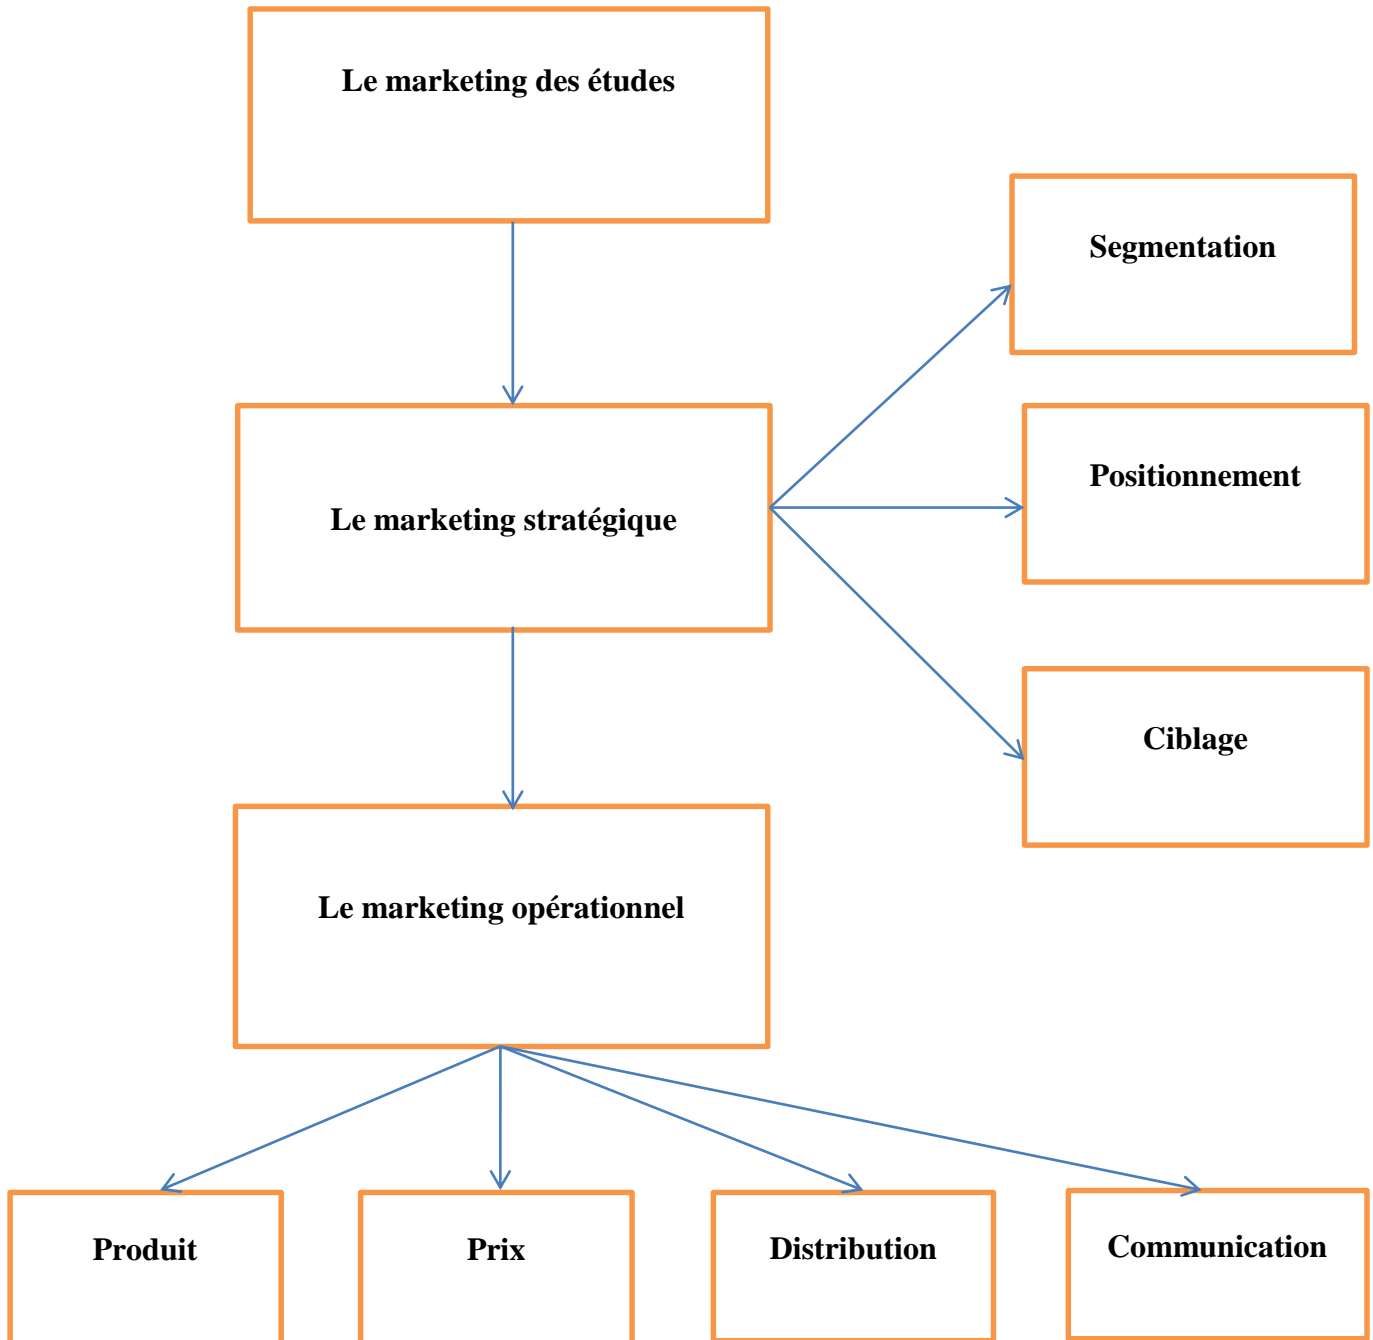 Le marketing des études
Segmentation
Positionnement
Le marketing stratégique
Ciblage
Le marketing opérationnel
Produit
Prix
Distribution
Communication